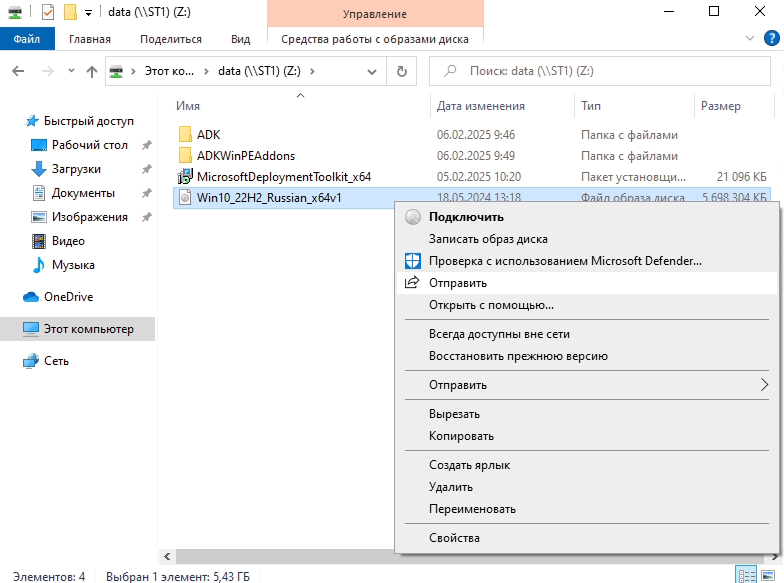 data (\\ST1) (Z:)
Управление
Файл
Главная
Поделиться
Вид
Средства работы с образами диска
Этот ко...
data (\\ST1) (Z:)
Поиск: data (\\ST1) (Z:)
Имя
Дата изменения
Тип
Размер
Быстрый доступ
Рабочий стол
Загрузки
Документы
Изображения
Видео
Музыка
OneDrive
Этот компьютер
Сеть
ADK
06.02.2025 9:46
Папка с файлами
ADKWinPEAddons
06.02.2025 9:49
Папка с файлами
MicrosoftDeploymentToolkit_x64
05.02.2025 10:20
Пакет установщи...
21 096 КБ
Win10_22H2_Russian_x64v1
18.05.2024 13:18
Файл образа диска
5 698 304 КБ
Подключить
Записать образ диска
Проверка с использованием Microsoft Defender...
Отправить
Открыть с помощью...
Всегда доступны вне сети
Восстановить прежнюю версию
Отправить
Вырезать
Копировать
Создать ярлык
Удалить
Переименовать
Свойства
Элементов: 4
Выбран 1 элемент: 5,43 ГБ